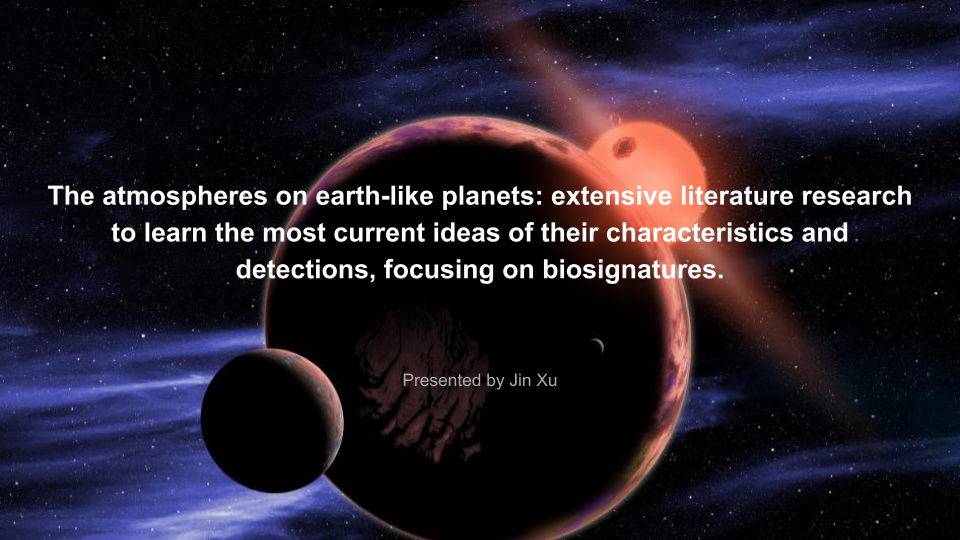 The atmospheres on earth-like planets: extensive literature research
to learn the most current ideas of their characteristics and
detections, focusing on biosignatures.
Presented by Jin Xu